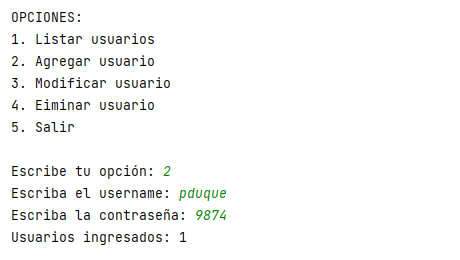 OPCIONES:
1. Listar usuarios
2. Agregar usuario
3. Modificar usuario
4. Eiminar usuario
5. Salir
Escribe tu opción: 2
Escriba el username: pduque
Escriba la contraseña: 9874
Usuarios ingresados: 1